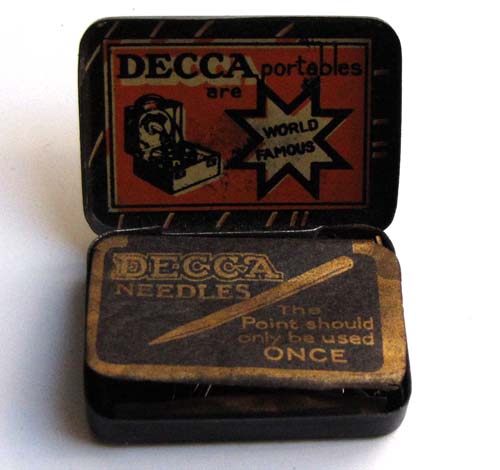 DECCA portables
are
WORLD
FAMOUS
DECCA
NEEDLES
The
Point should
only be used
ONCE